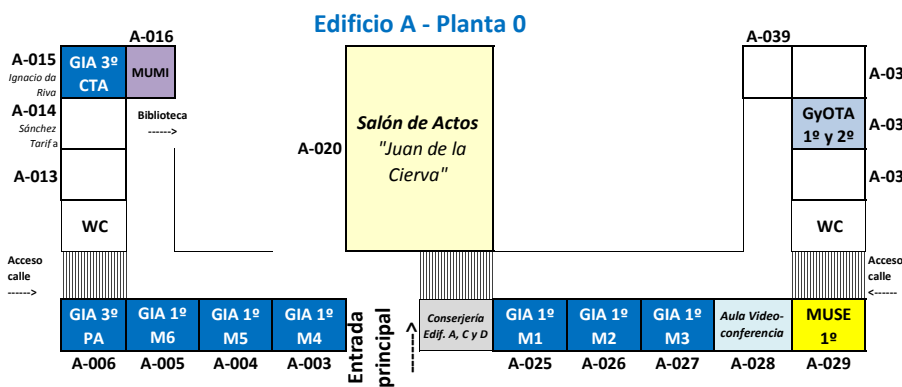 Edificio A - Planta 0
A-016
A-039
A-015
Ignacio da
Riva
GIA 3º
CTA
MUMI
A-03
A-014
Sánchez
Tarifa
Biblioteca
------>
Salón de Actos
"Juan de la
Cierva"
A-020
GyOTA
1º y 2º
A-03
A-013
A-03
WC
WC
Acceso
calle
------>
Acceso
calle
<------
GIA 3º
PA
GIA 1º
M6
GIA 1º
M5
GIA 1º
M4
Entrada
principal
------>
Conserjería
Edif. A, C y D
GIA 1º
M1
GIA 1º
M2
GIA 1º
M3
Aula Video-
conferencia
MUSE
1º
A-006
A-005
A-004
A-003
A-025
A-026
A-027
A-028
A-029